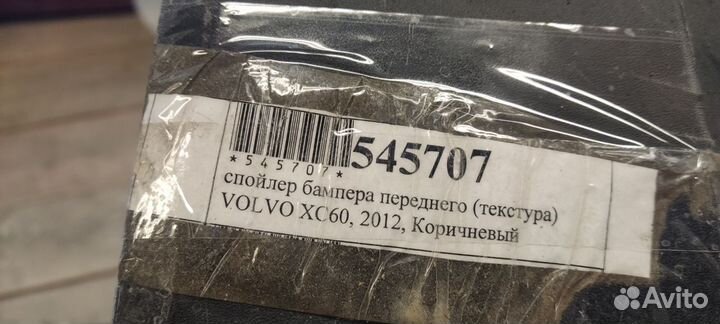 545707
*545707*
спойлер бампера переднего (текстура)
VOLVO XC60, 2012, Коричневый
Avito